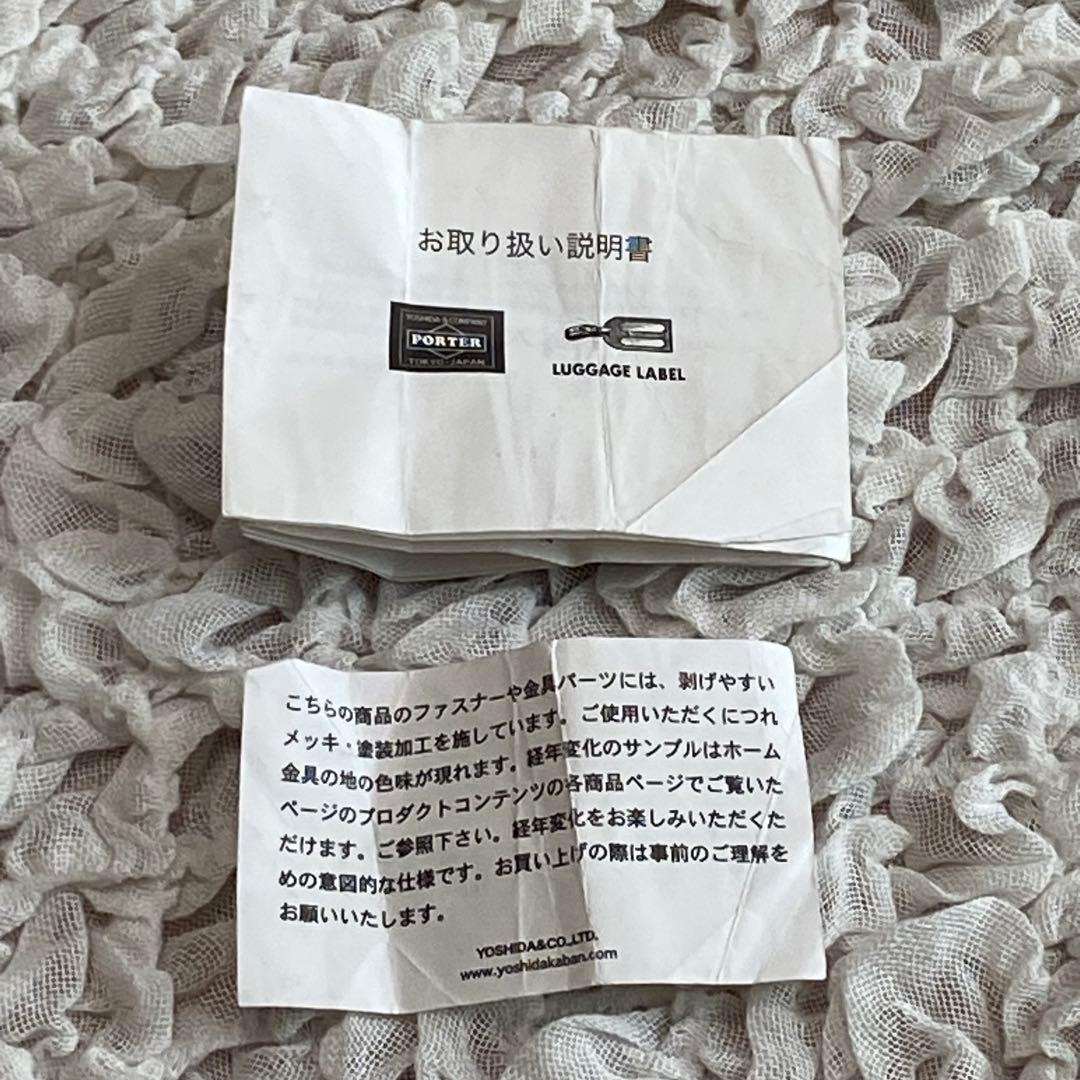 お取り扱い説明書
YOSHIDA & COMPANY
PORTER
TOKYO-JAPAN
LUGGAGE LABEL
こちらの商品のファスナーや金具パーツには、剥げやすい
メッキ・塗装加工を施しています。ご使用いただくにつれ
金具の地の色味が現れます。経年変化のサンプルはホーム
ページのプロダクトコンテンツの各商品ページでご覧いた
だけます。ご参照下さい。経年変化をお楽しみいただくた
めの意図的な仕様です。お買い上げの際は事前のご理解を
お願いいたします。
YOSHIDA&CO.,LTD.
www.yoshidakaban.com